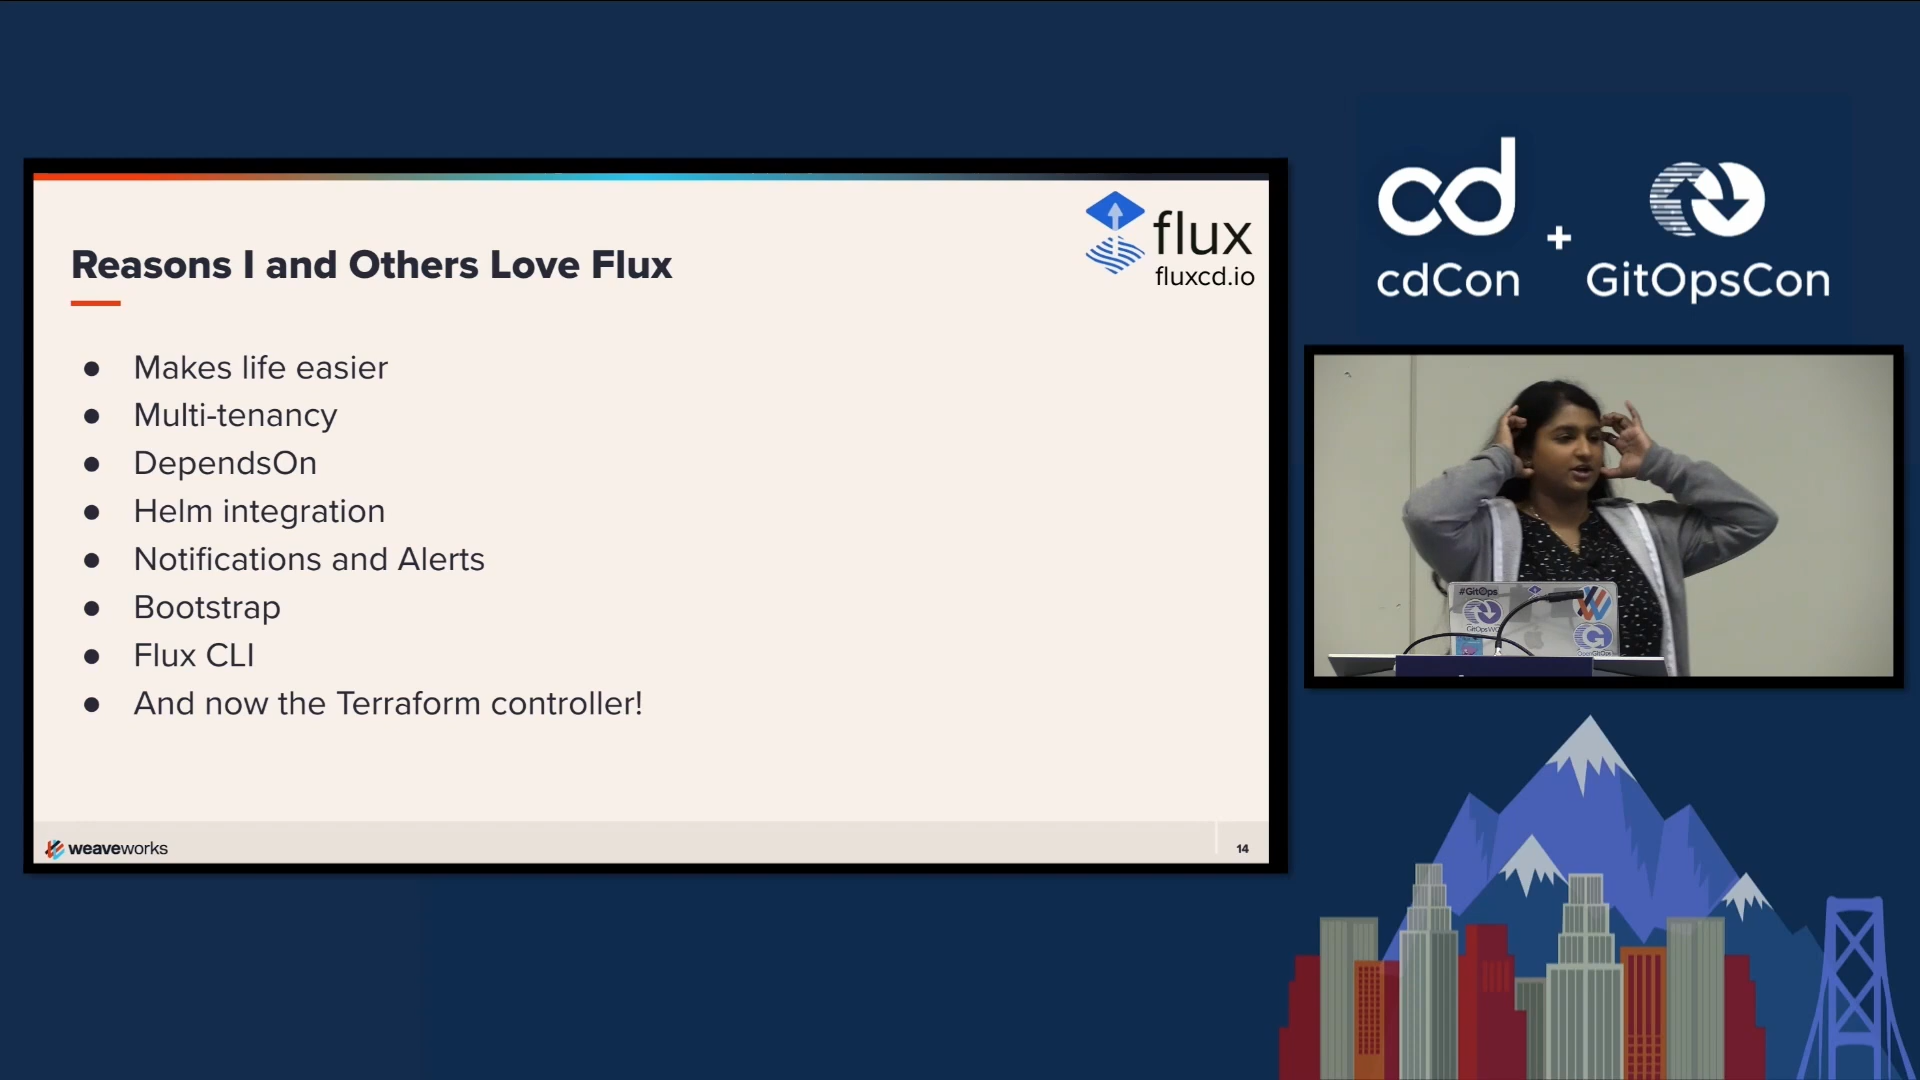 Reasons I and Others Love Flux
flux
fluxcd.io
● Makes life easier
● Multi-tenancy
● DependsOn
● Helm integration
● Notifications and Alerts
● Bootstrap
● Flux CLI
● And now the Terraform controller!
weaveworks
14
cd
cdCon
+
GitOpsCon
#GitOps